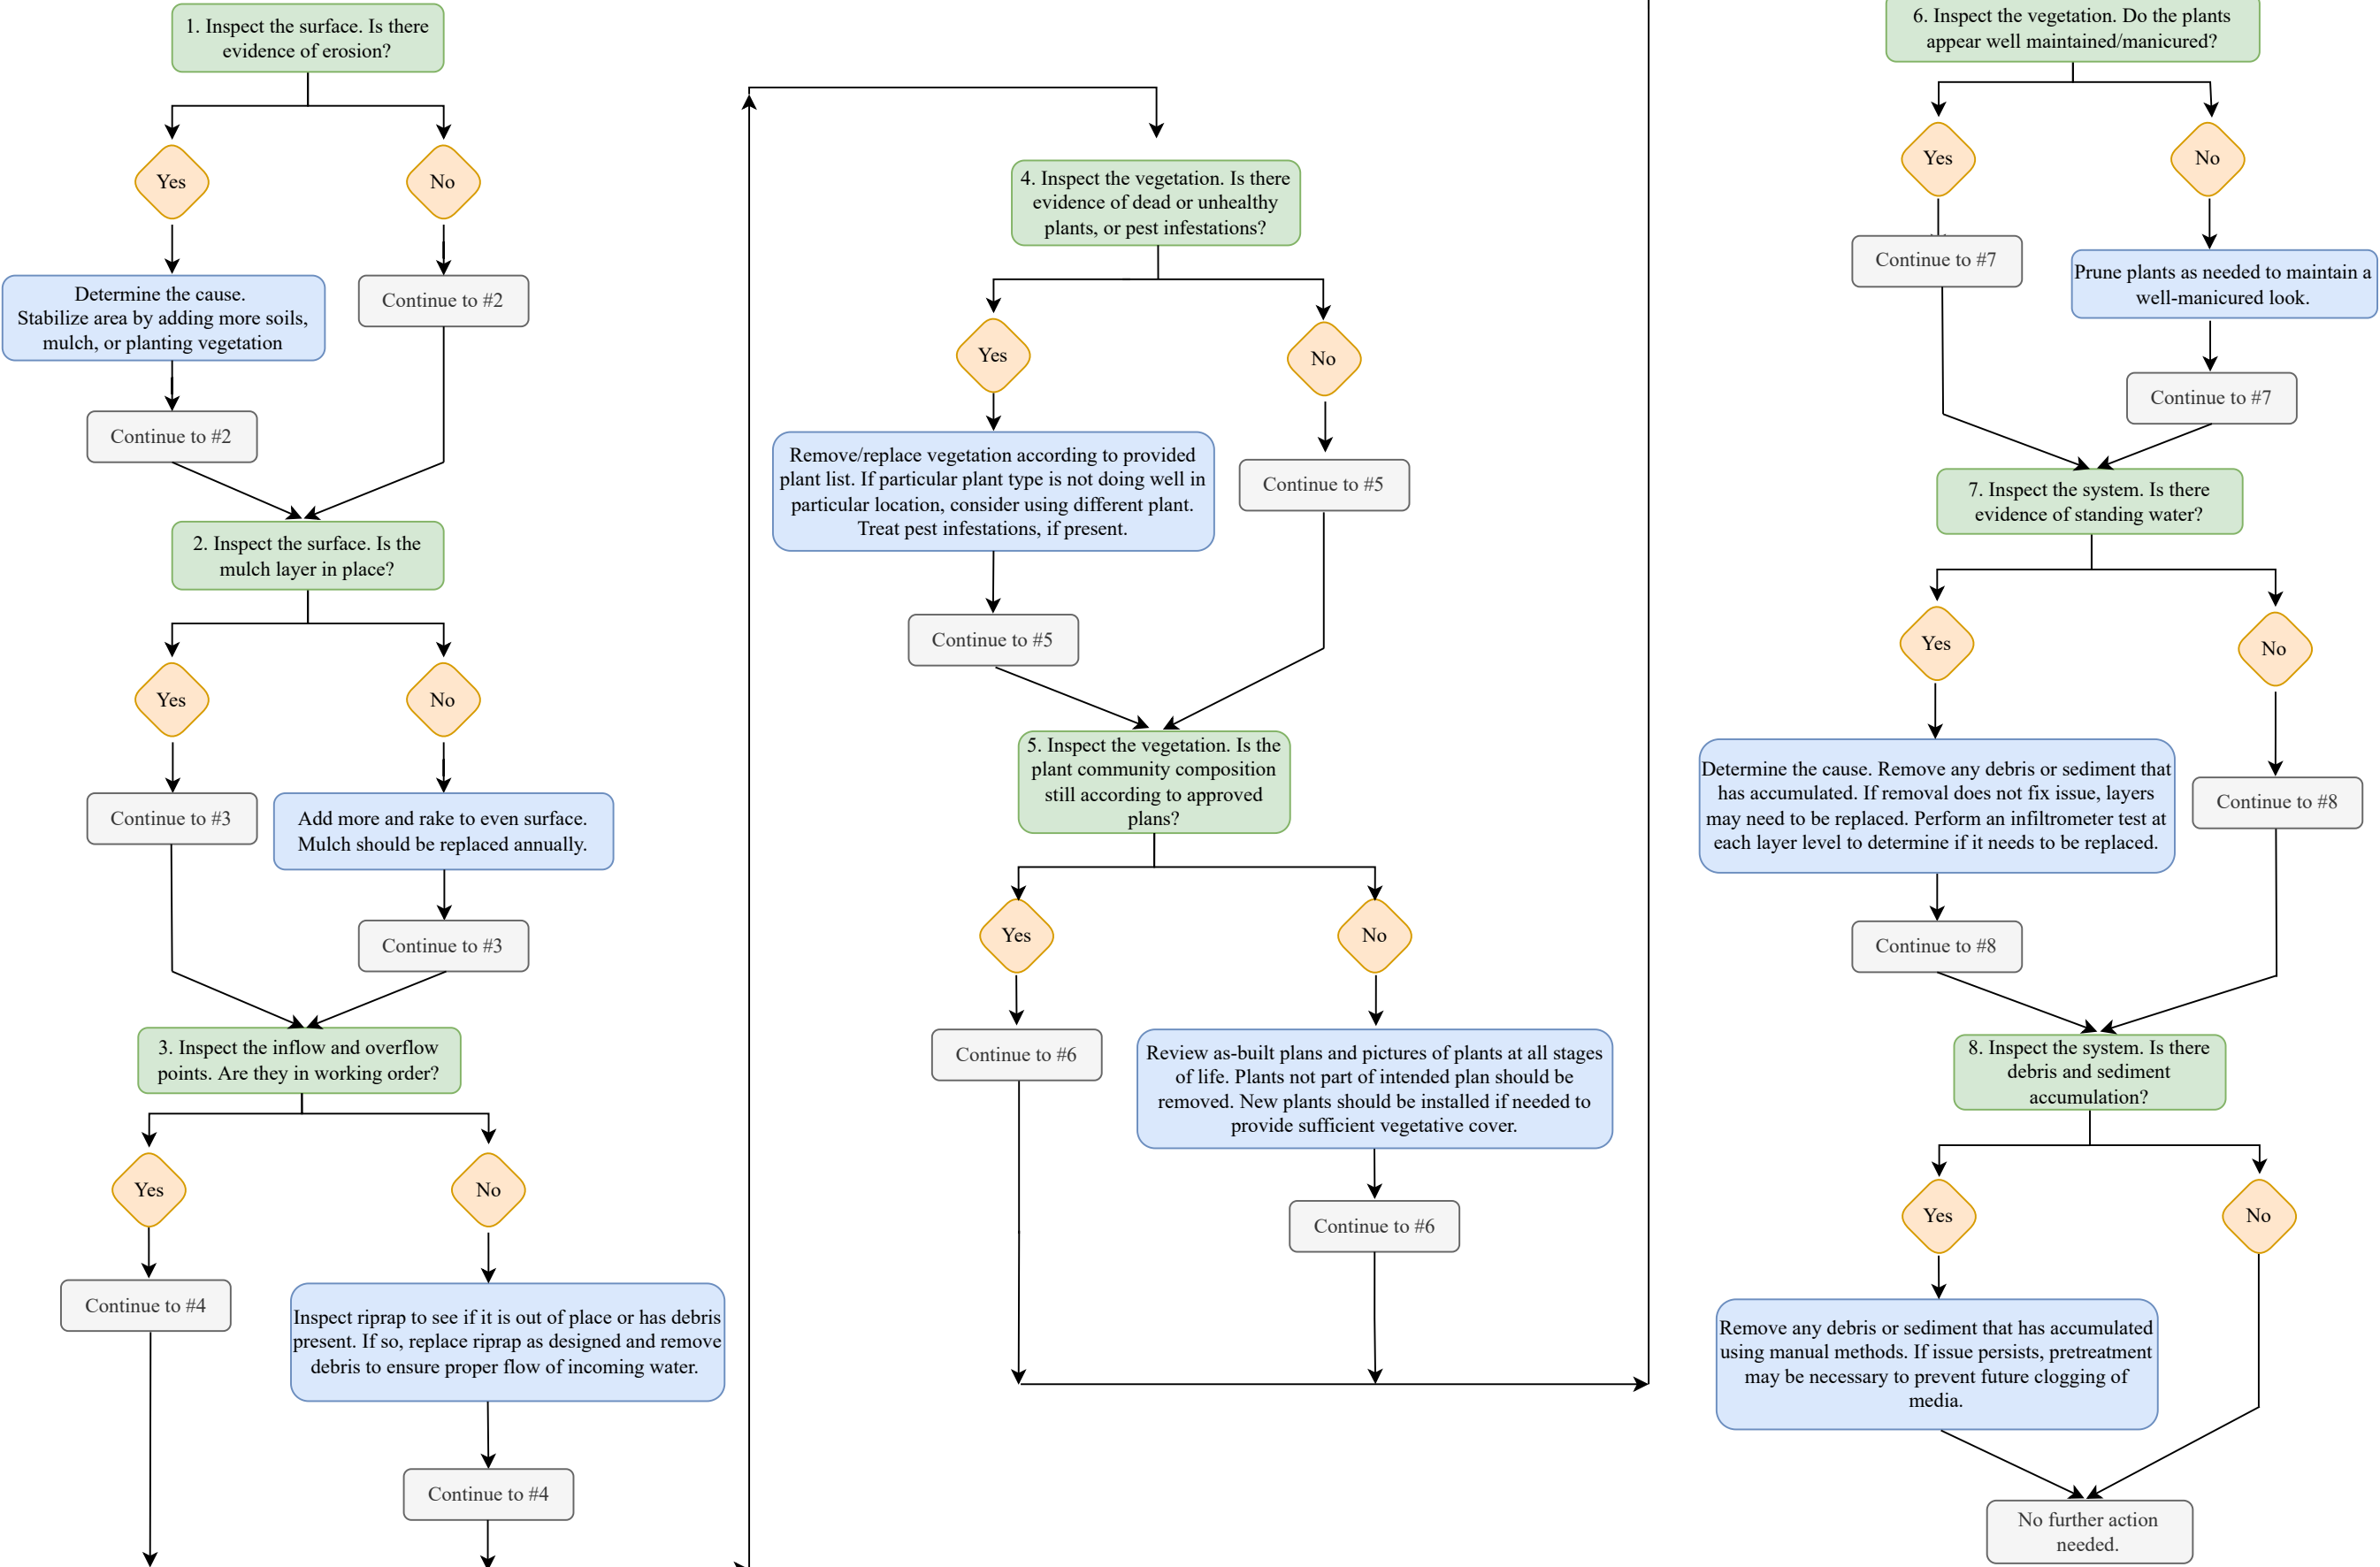 1. Inspect the surface. Is there
evidence of erosion?
Yes
No
Determine the cause.
Stabilize area by adding more soils,
mulch, or planting vegetation
Continue to #2
Continue to #2
2. Inspect the surface. Is the
mulch layer in place?
Yes
No
Continue to #3
Add more and rake to even surface.
Mulch should be replaced annually.
Continue to #3
3. Inspect the inflow and overflow
points. Are they in working order?
Yes
No
Continue to #4
Inspect riprap to see if it is out of place or has debris
present. If so, replace riprap as designed and remove
debris to ensure proper flow of incoming water.
Continue to #4
4. Inspect the vegetation. Is there
evidence of dead or unhealthy
plants, or pest infestations?
Yes
No
Remove/replace vegetation according to provided
plant list. If particular plant type is not doing well in
particular location, consider using different plant.
Treat pest infestations, if present.
Continue to #5
Continue to #5
5. Inspect the vegetation. Is the
plant community composition
still according to approved
plans?
Yes
No
Continue to #6
Review as-built plans and pictures of plants at all stages
of life. Plants not part of intended plan should be
removed. New plants should be installed if needed to
provide sufficient vegetative cover.
Continue to #6
6. Inspect the vegetation. Do the plants
appear well maintained/manicured?
Yes
No
Continue to #7
Prune plants as needed to maintain a
well-manicured look.
Continue to #7
7. Inspect the system. Is there
evidence of standing water?
Yes
No
Determine the cause. Remove any debris or sediment that
has accumulated. If removal does not fix issue, layers
may need to be replaced. Perform an infiltrometer test at
each layer level to determine if it needs to be replaced.
Continue to #8
Continue to #8
8. Inspect the system. Is there
debris and sediment
accumulation?
Yes
No
Remove any debris or sediment that has accumulated
using manual methods. If issue persists, pretreatment
may be necessary to prevent future clogging of
media.
No further action
needed.